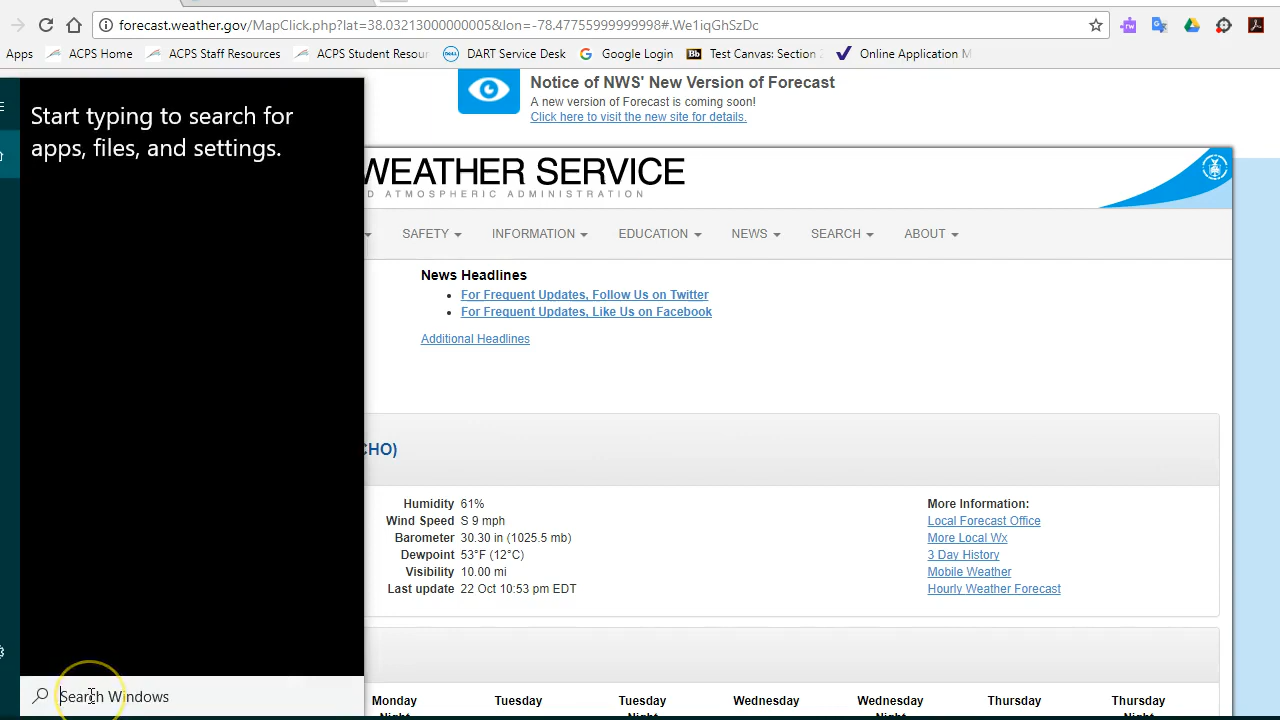 forecast.weather.gov/MapClick.php?lat=38.03213000000005&lon=-78.47755999999998#.We1iqGhSzDc
Apps ACPS Home ACPS Staff Resources ACPS Student Resou DART Service Desk Google Login Bb Test Canvas: Section Online Application M
Start typing to search for
apps, files, and settings.
Search Windows
Notice of NWS' New Version of Forecast
A new version of Forecast is coming soon!
Click here to visit the new site for details.
WEATHER SERVICE
D ATMOSPHERIC ADMINISTRATION
SAFETY INFORMATION EDUCATION NEWS SEARCH ABOUT
News Headlines
For Frequent Updates, Follow Us on Twitter
For Frequent Updates, Like Us on Facebook
Additional Headlines
CHO)
Humidity 61%
Wind Speed S 9 mph
Barometer 30.30 in (1025.5 mb)
Dewpoint 53°F (12°C)
Visibility 10.00 mi
Last update 22 Oct 10:53 pm EDT
More Information:
Local Forecast Office
More Local Wx
3 Day History
Mobile Weather
Hourly Weather Forecast
Monday Tuesday Tuesday Wednesday Wednesday Thursday Thursday
Night Night Night Night